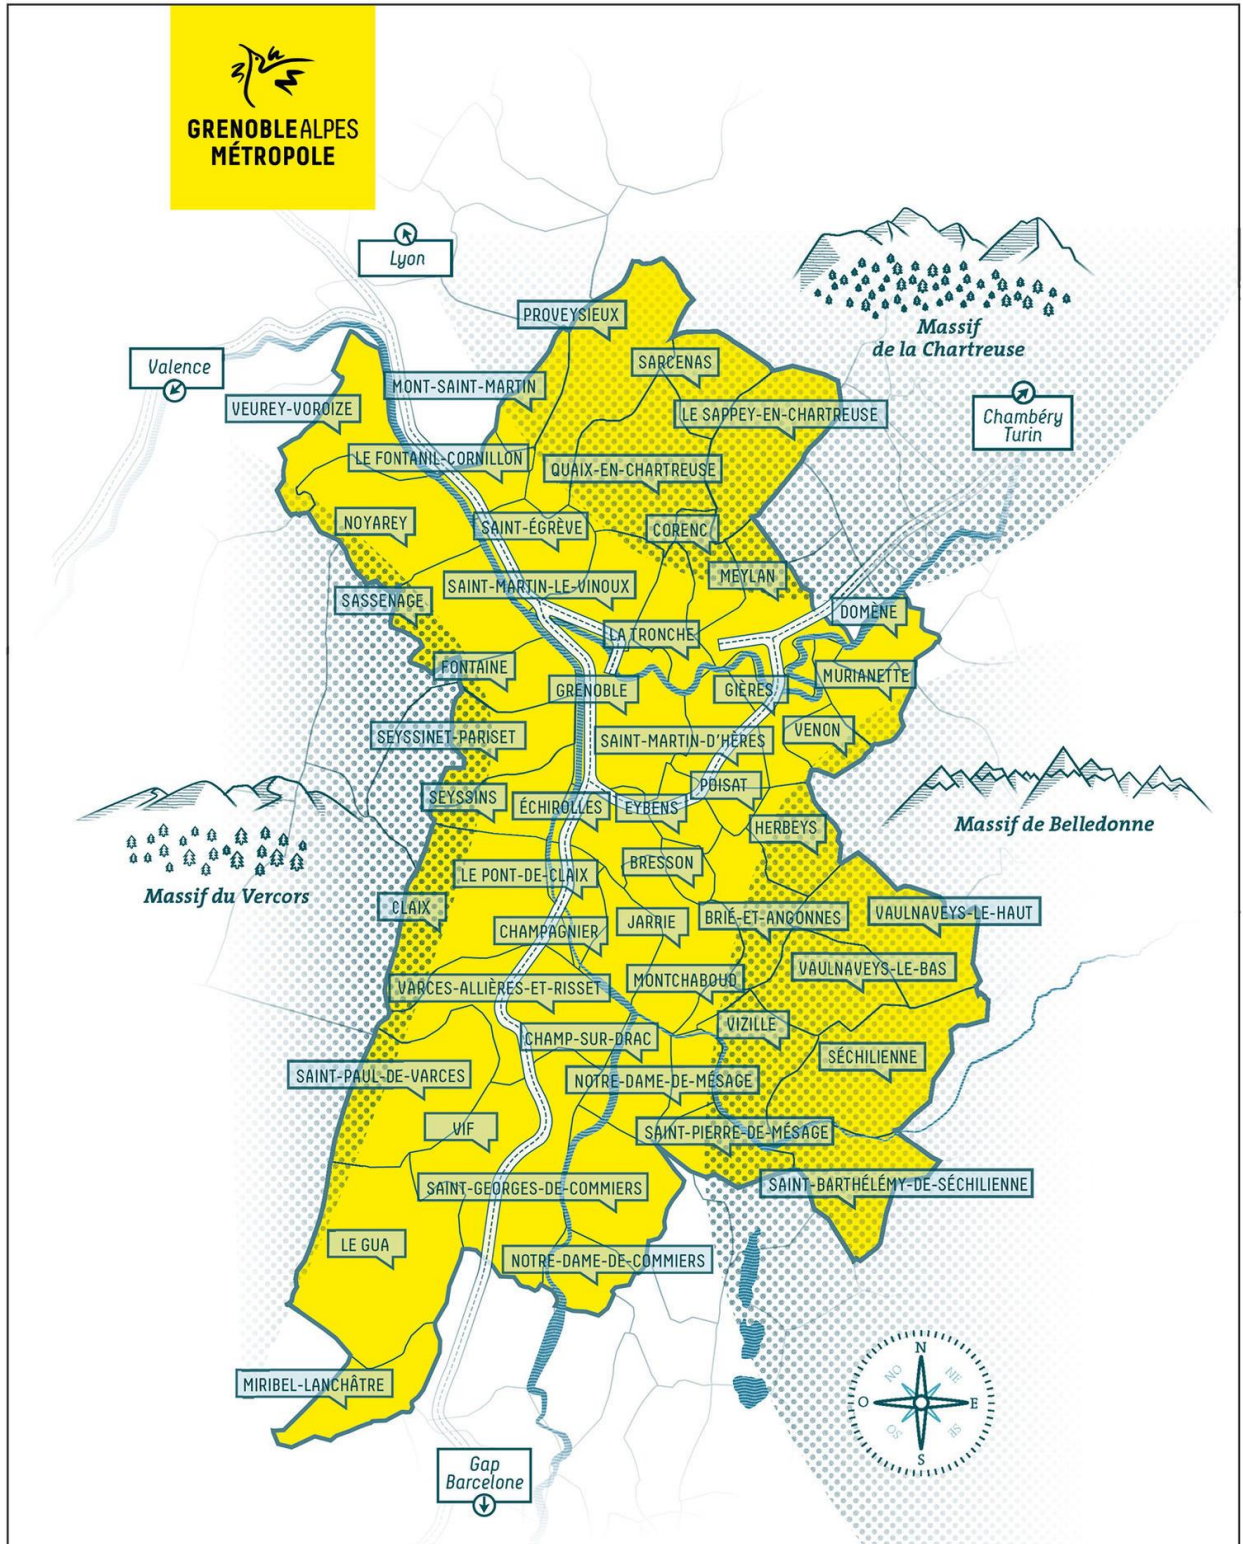 GRENOBLEALPES
MÉTROPOLE
Lyon
Massif
de la Chartreuse
PROVEYSIEUX
SARCENAS
Valence
MONT-SAINT-MARTIN
VEUREY-VOROIZE
LE SAPPEY-EN-CHARTREUSE
Chambéry
Turin
LE FONTANIL-CORNILLON
QUAIX-EN-CHARTREUSE
NOYAREY
SAINT-ÉGRÈVE
CORENC
MEYLAN
SAINT-MARTIN-LE-VINOUX
SASSENAGE
DOMÈNE
LA TRONCHE
FONTAINE
MURIANETTE
GRENOBLE
GIÈRES
VENON
SEYSSINET-PARISET
SAINT-MARTIN-D'HÈRES
POISAT
SEYSSINS
ÉCHIROLLES
EYBENS
HERBEYS
Massif de Belledonne
BRESSON
LE PONT-DE-CLAIX
Massif du Vercors
CLAIX
VAULNAVEYS-LE-HAUT
BRIÉ-ET-ANGONNES
JARRIE
CHAMPAGNIER
VAULNAVEYS-LE-BAS
MONTCHABOUD
VARCES-ALLIÈRES-ET-RISSET
VIZILLE
CHAMP-SUR-DRAC
SÉCHILIENNE
SAINT-PAUL-DE-VARCES
NOTRE-DAME-DE-MÉSAGE
VIF
SAINT-PIERRE-DE-MÉSAGE
SAINT-GEORGES-DE-COMMIERS
SAINT-BARTHÉLÉMY-DE-SÉCHILIENNE
LE GUA
NOTRE-DAME-DE-COMMIERS
MIRIBEL-LANCHÂTRE
N
NO
NE
O
E
SO
SE
S
Gap
Barcelone